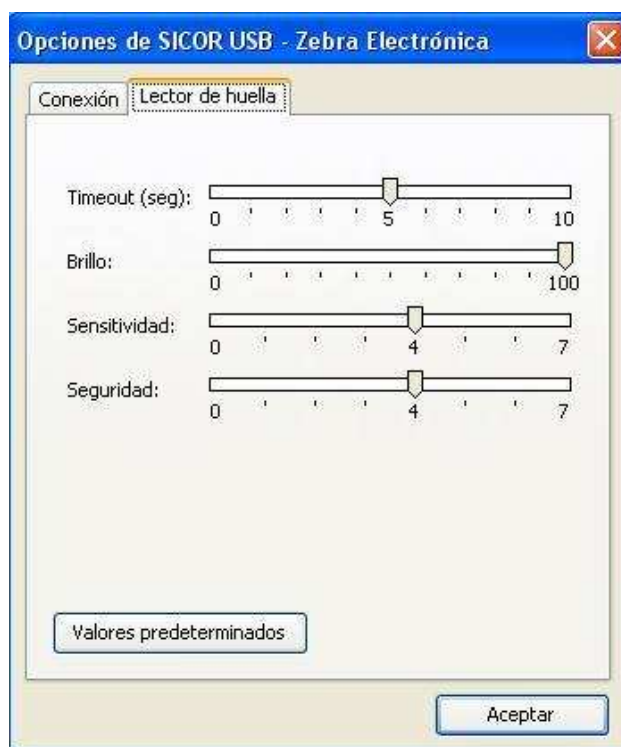 Opciones de SICOR USB - Zebra Electrónica
Conexión Lector de huella
Timeout (seg):
0 5 10
Brillo:
0 100
Sensitividad:
0 4 7
Seguridad:
0 4 7
Valores predeterminados
Aceptar